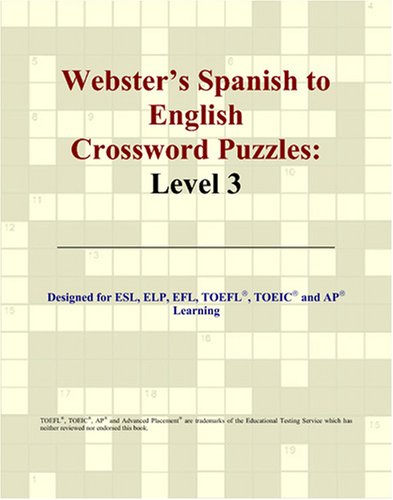 Webster's Spanish to
English
Crossword Puzzles:
Level 3
Designed for ESL, ELP, EFL, TOEFL®, TOEIC® and AP®
Learning
TOEFL®, TOEIC®, AP® and Advanced Placement® are trademarks of the Educational Testing Service which has
neither reviewed nor endorsed this book.